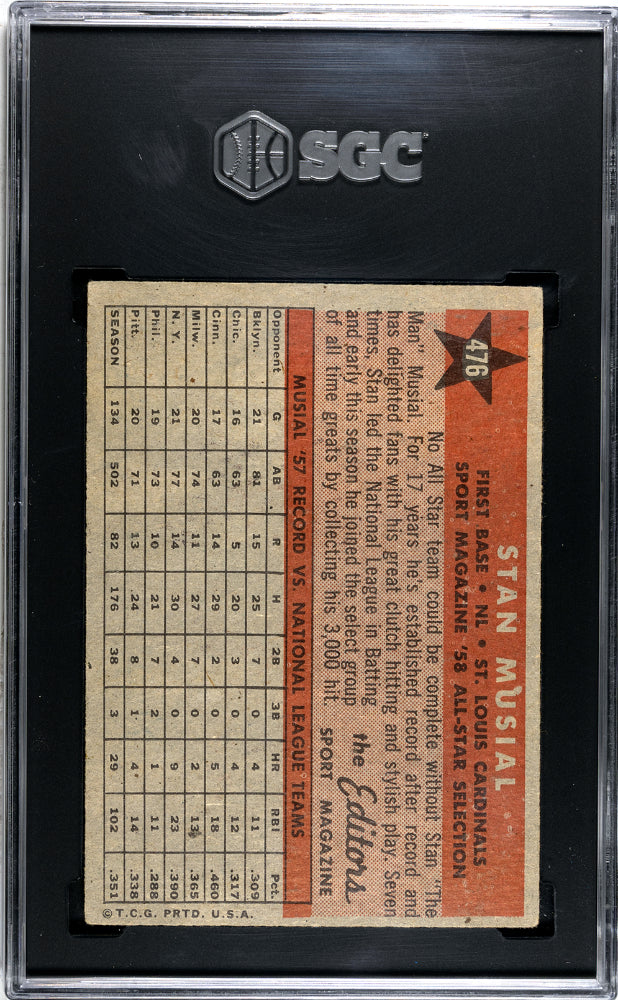 SGC
476
STAN MUSIAL
FIRST BASE • NL • ST. LOUIS CARDINALS
SPORT MAGAZINE '58 ALL-STAR SELECTION
No All Star team could be complete without Stan "The
Man" Musial. For 17 years he's established record after record and
has delighted fans with his great clutch hitting and stylish play. Seven
times, Stan led the National League in Batting
and early this season he joined the select group
of all time greats by collecting his 3,000 hit.
the Editors
SPORT MAGAZINE
MUSIAL '57 RECORD VS. NATIONAL LEAGUE TEAMS
Opponent G AB R H 2B 3B HR RBI Pct.
Bklyn. 21 81 15 25 7 0 4 11 .309
Chic. 16 63 5 20 3 0 4 12 .317
Cinn. 17 63 14 29 2 0 5 18 .460
Milw. 20 74 11 27 7 0 2 13 .365
N. Y. 21 77 14 30 4 0 9 23 .390
Phil. 19 73 10 21 7 2 1 11 .288
Pitt. 20 71 13 24 8 1 4 14 .338
SEASON 134 502 82 176 38 3 29 102 .351
© T.C.G. PRTD. U.S.A.